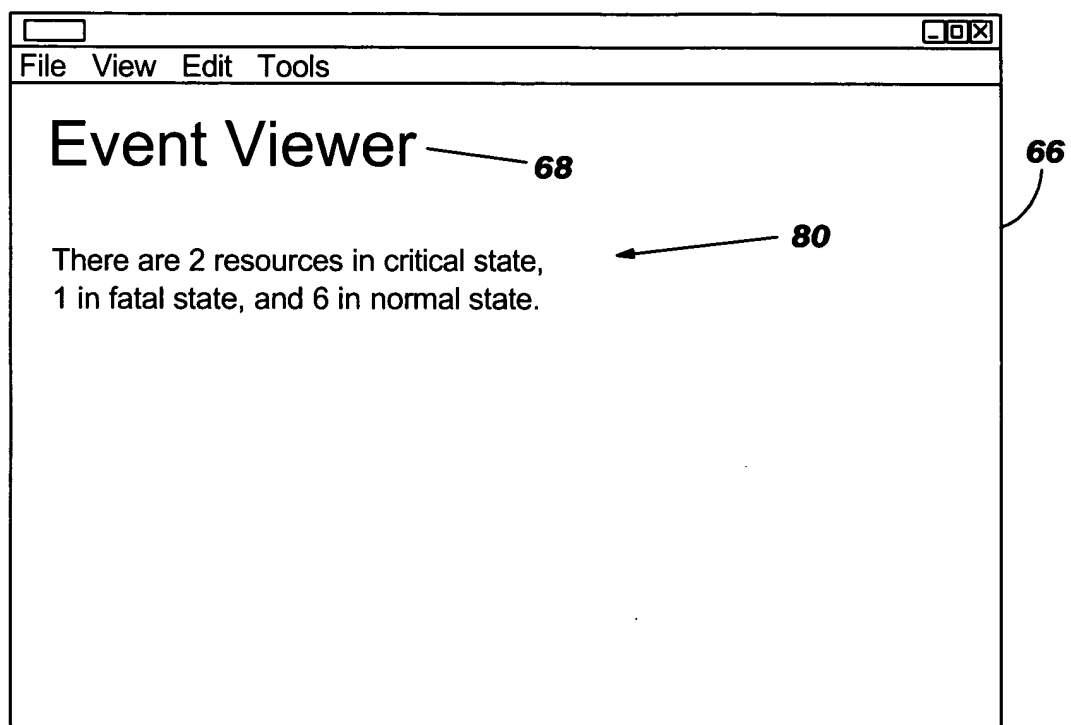 File View Edit Tools
Event Viewer
68
66
80
There are 2 resources in critical state,
1 in fatal state, and 6 in normal state.